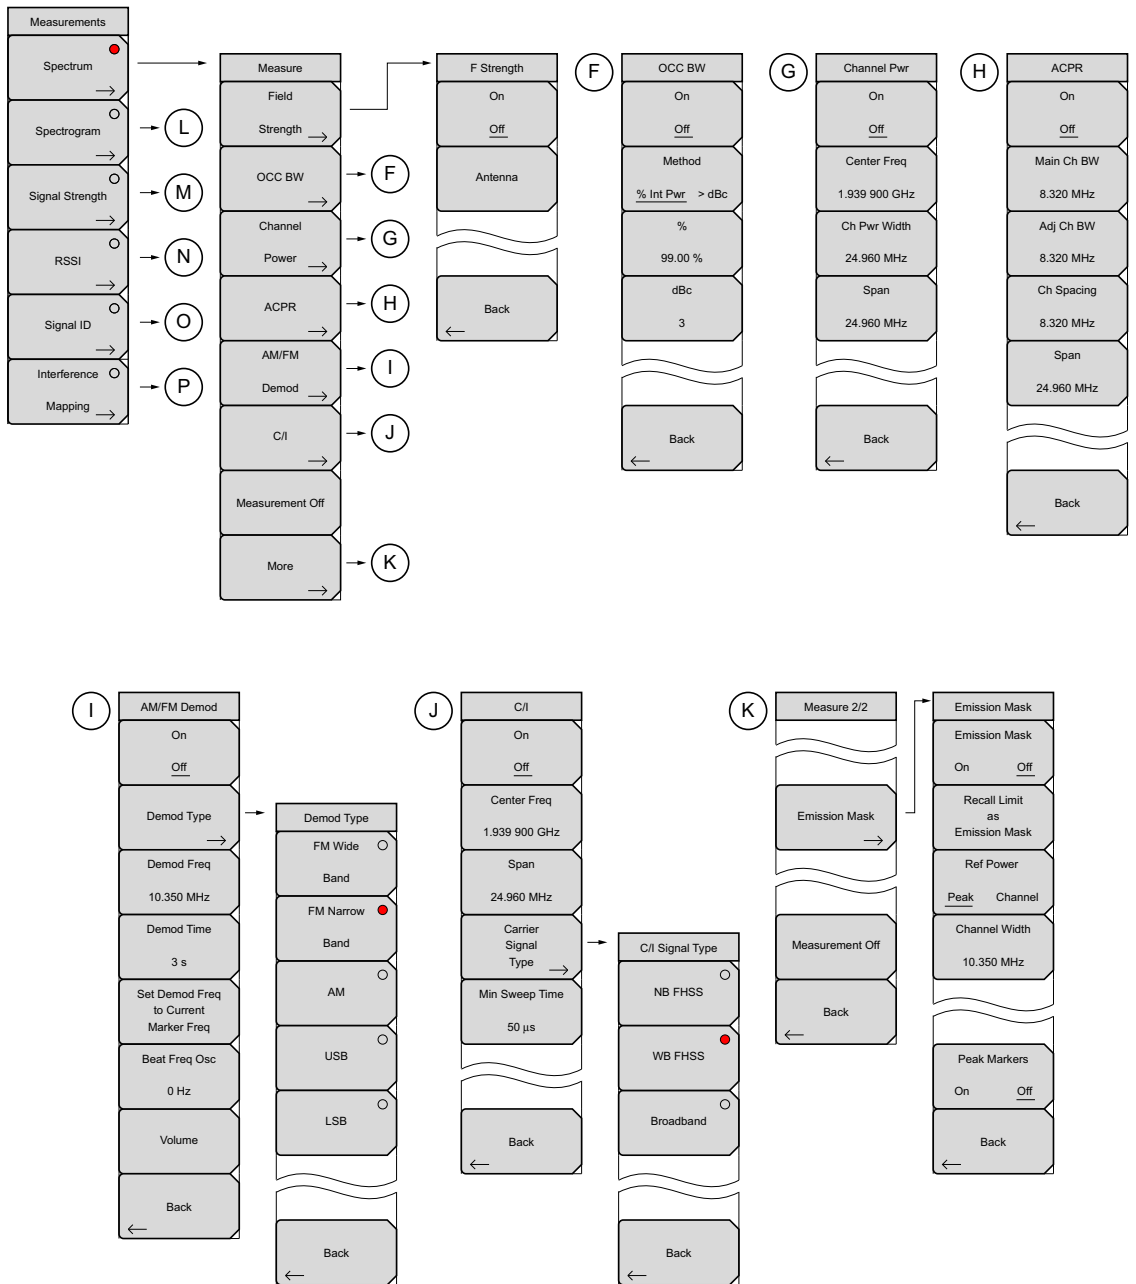 Measurements
Spectrum
Spectrogram
Signal Strength
RSSI
Signal ID
Interference
Mapping
L
M
N
O
P
Measure
Field
Strength
OCC BW
Channel
Power
ACPR
AM/FM
Demod
C/I
Measurement Off
More
F
G
H
I
J
K
F Strength
On
Off
Antenna
Back
F
OCC BW
On
Off
Method
% Int Pwr > dBc
%
99.00 %
dBc
3
Back
G
Channel Pwr
On
Off
Center Freq
1.939 900 GHz
Ch Pwr Width
24.960 MHz
Span
24.960 MHz
Back
H
ACPR
On
Off
Main Ch BW
8.320 MHz
Adj Ch BW
8.320 MHz
Ch Spacing
8.320 MHz
Span
24.960 MHz
Back
I
AM/FM Demod
On
Off
Demod Type
Demod Freq
10.350 MHz
Demod Time
3 s
Set Demod Freq
to Current
Marker Freq
Beat Freq Osc
0 Hz
Volume
Back
Demod Type
FM Wide
Band
FM Narrow
Band
AM
USB
LSB
Back
J
C/I
On
Off
Center Freq
1.939 900 GHz
Span
24.960 MHz
Carrier
Signal
Type
Min Sweep Time
50 µs
Back
C/I Signal Type
NB FHSS
WB FHSS
Broadband
Back
K
Measure 2/2
Emission Mask
Measurement Off
Back
Emission Mask
Emission Mask
On Off
Recall Limit
as
Emission Mask
Ref Power
Peak Channel
Channel Width
10.350 MHz
Peak Markers
On Off
Back